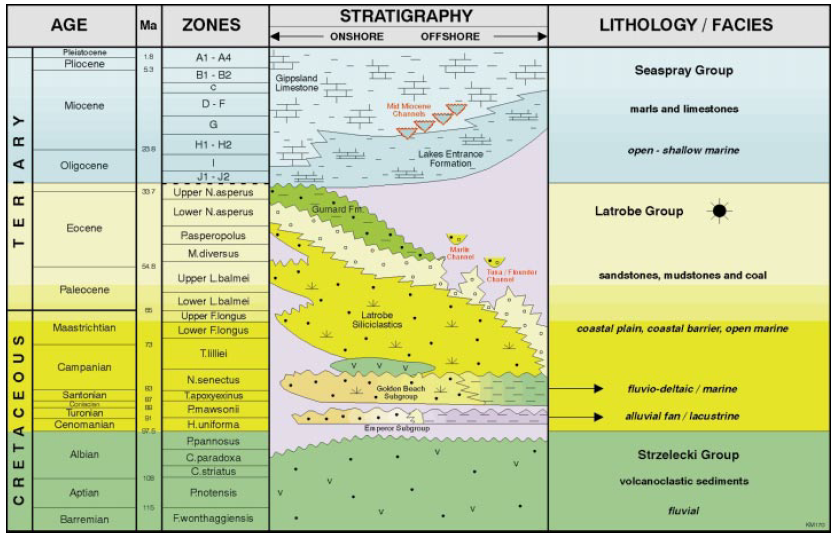 AGE
Ma
ZONES
STRATIGRAPHY
ONSHORE OFFSHORE
LITHOLOGY / FACIES
TERIARY
CRETACEOUS
Pleistocene
Pliocene
Miocene
Oligocene
Eocene
Paleocene
Maastrichtian
Campanian
Santonian
Coniacian
Turonian
Cenomanian
Albian
Aptian
Barremian
1.8
5.3
23.8
33.7
54.8
65
73
83
87
89
91
97.5
108
115
A1 - A4
B1 - B2
C
D - F
G
H1 - H2
I
J1 - J2
Upper N.asperus
Lower N.asperus
P.asperopolus
M.diversus
Upper L.balmei
Lower L.balmei
Upper F.longus
Lower F.longus
T.lilliei
N.senectus
T.apoxyexinus
P.mawsonii
H.uniforma
P.pannosus
C.paradoxa
C.striatus
P.notensis
F.wonthaggiensis
Gippsland
Limestone
Mid Miocene
Channels
Lakes Entrance
Formation
Gurnard Fm.
Marlin
Channel
Tuna / Flounder
Channel
Latrobe
Siliciclastics
V V V
Golden Beach
Subgroup
Emperor Subgroup
V
V
V
V
V
Seaspray Group
marls and limestones
open - shallow marine
Latrobe Group
sandstones, mudstones and coal
coastal plain, coastal barrier, open marine
fluvio-deltaic / marine
alluvial fan / lacustrine
Strzelecki Group
volcanoclastic sediments
fluvial
KM170